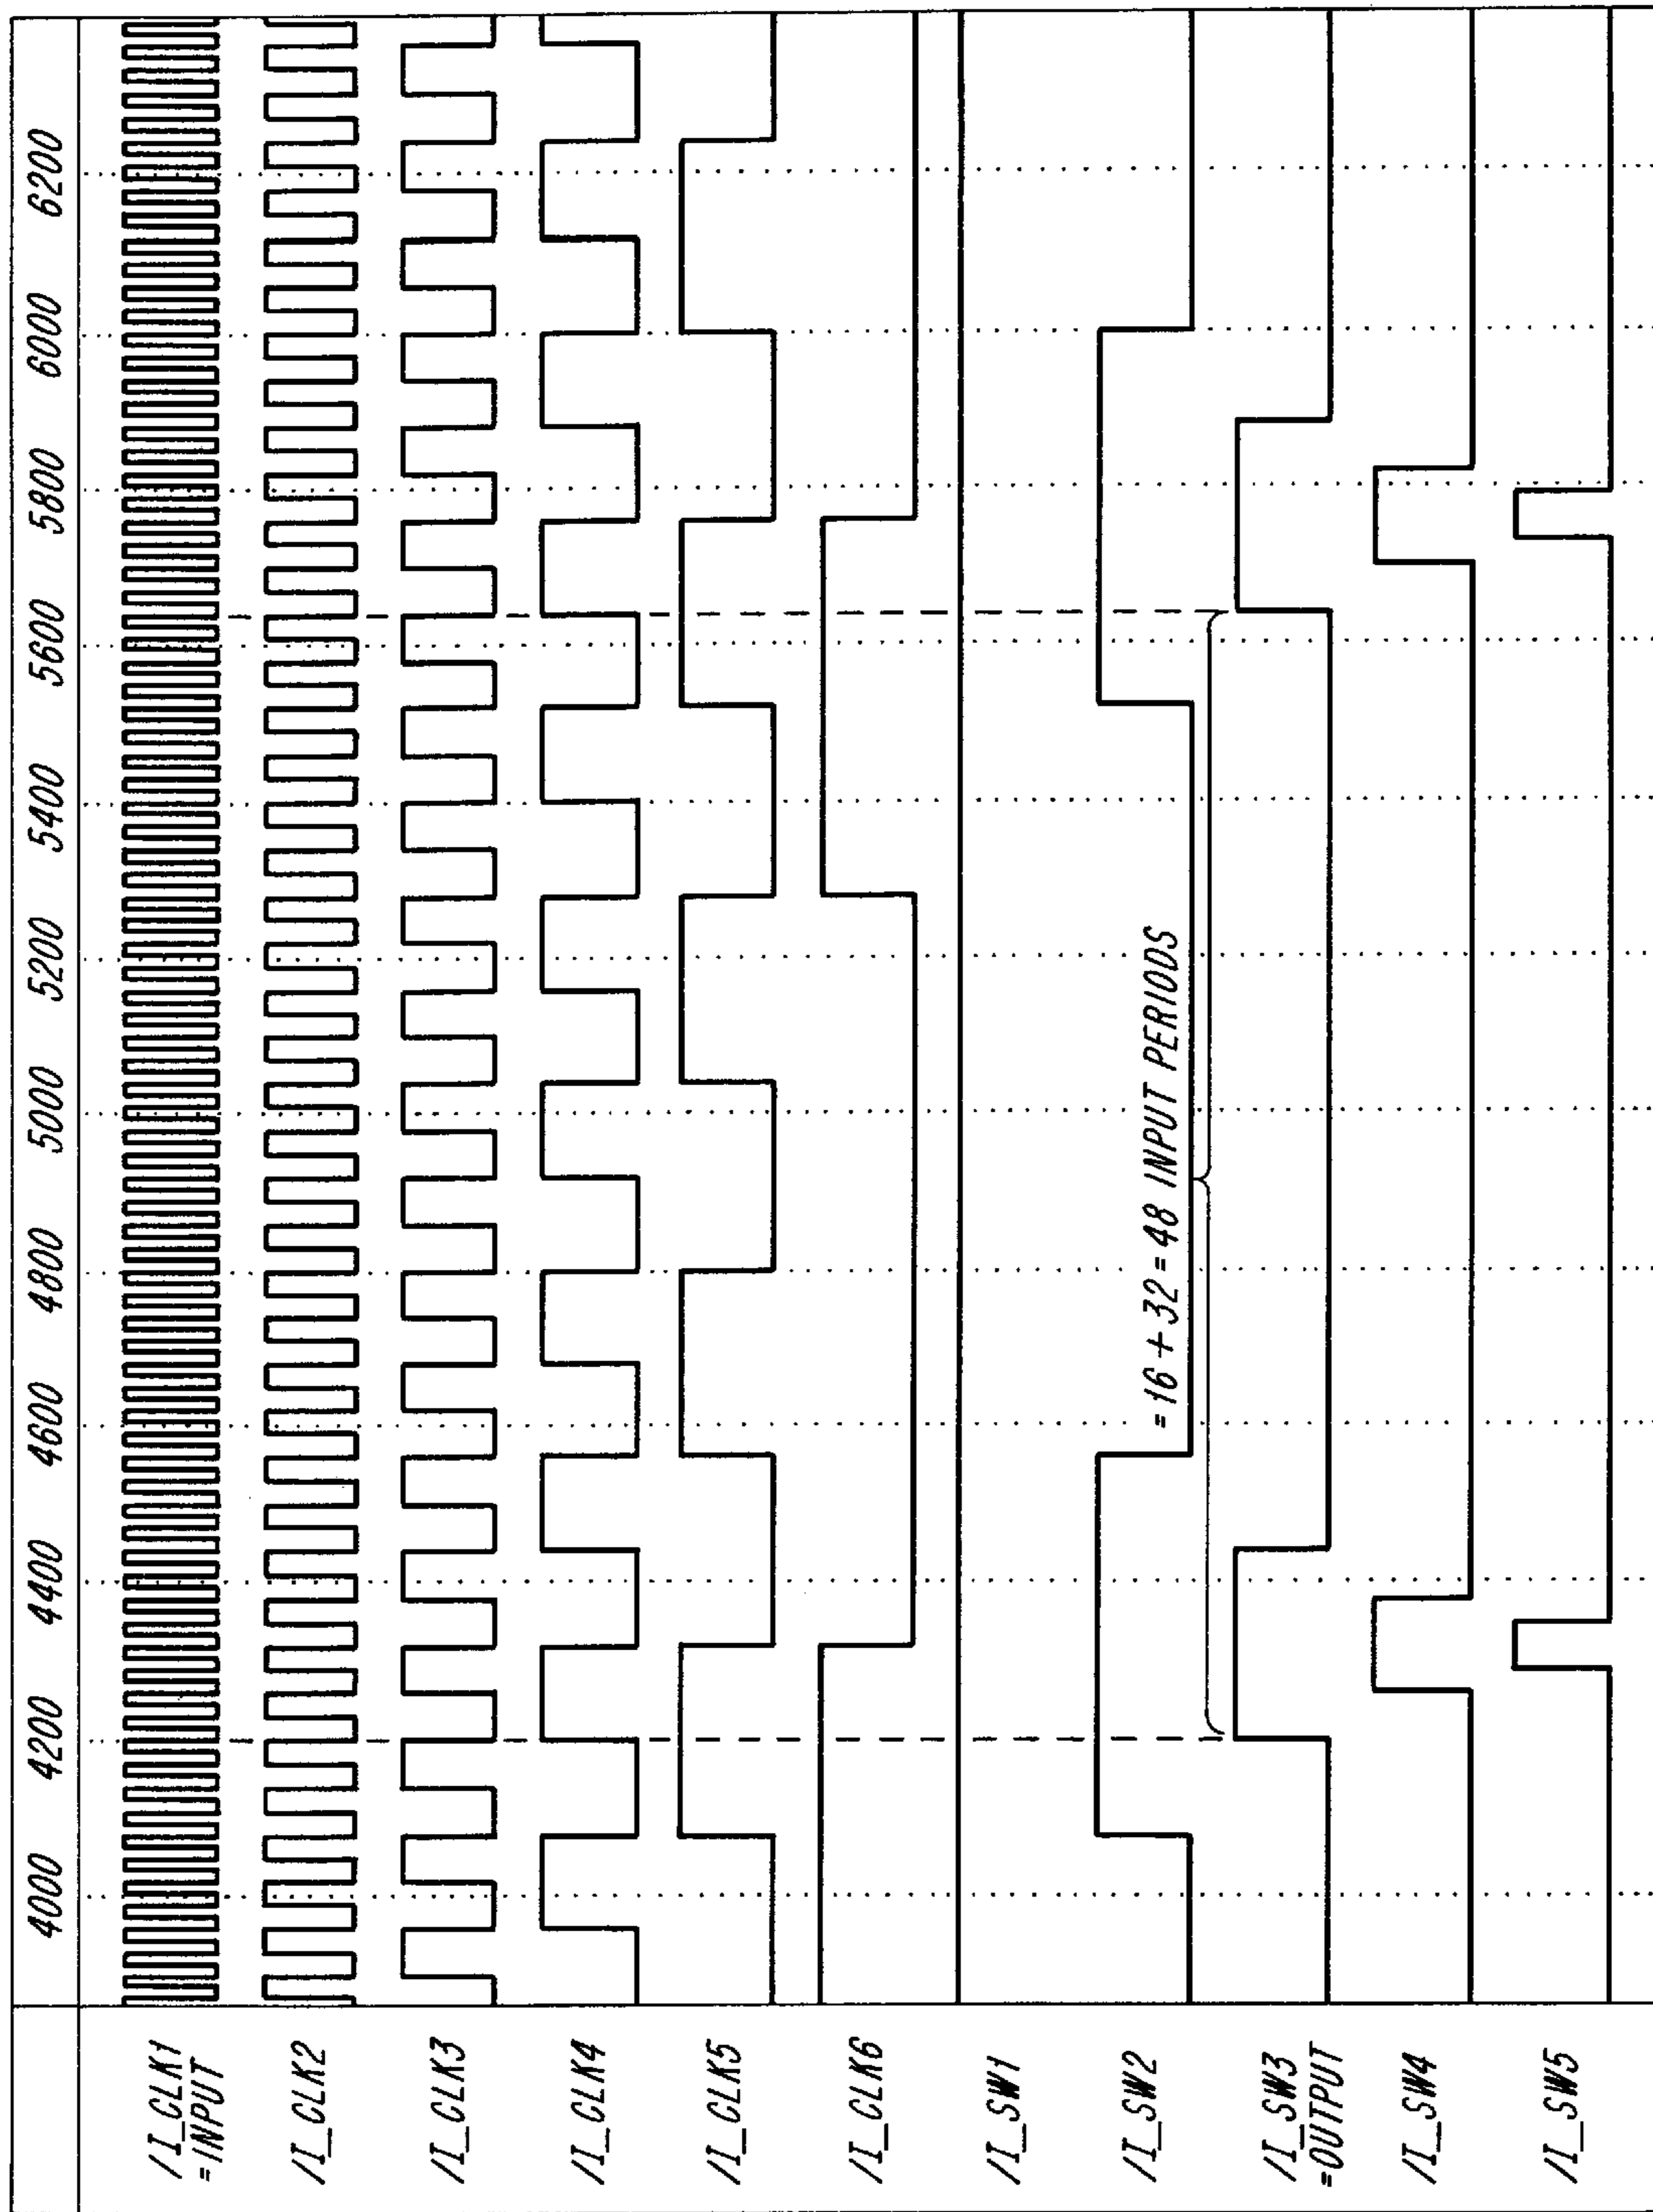 4000 4200 4400 4600 4800 5000 5200 5400 5600 5800 6000 6200
/I_CLK1
=INPUT
/I_CLK2
/I_CLK3
/I_CLK4
/I_CLK5
/I_CLK6
/I_SW1
/I_SW2
=16+32=48 INPUT PERIODS
/I_SW3
=OUTPUT
/I_SW4
/I_SW5